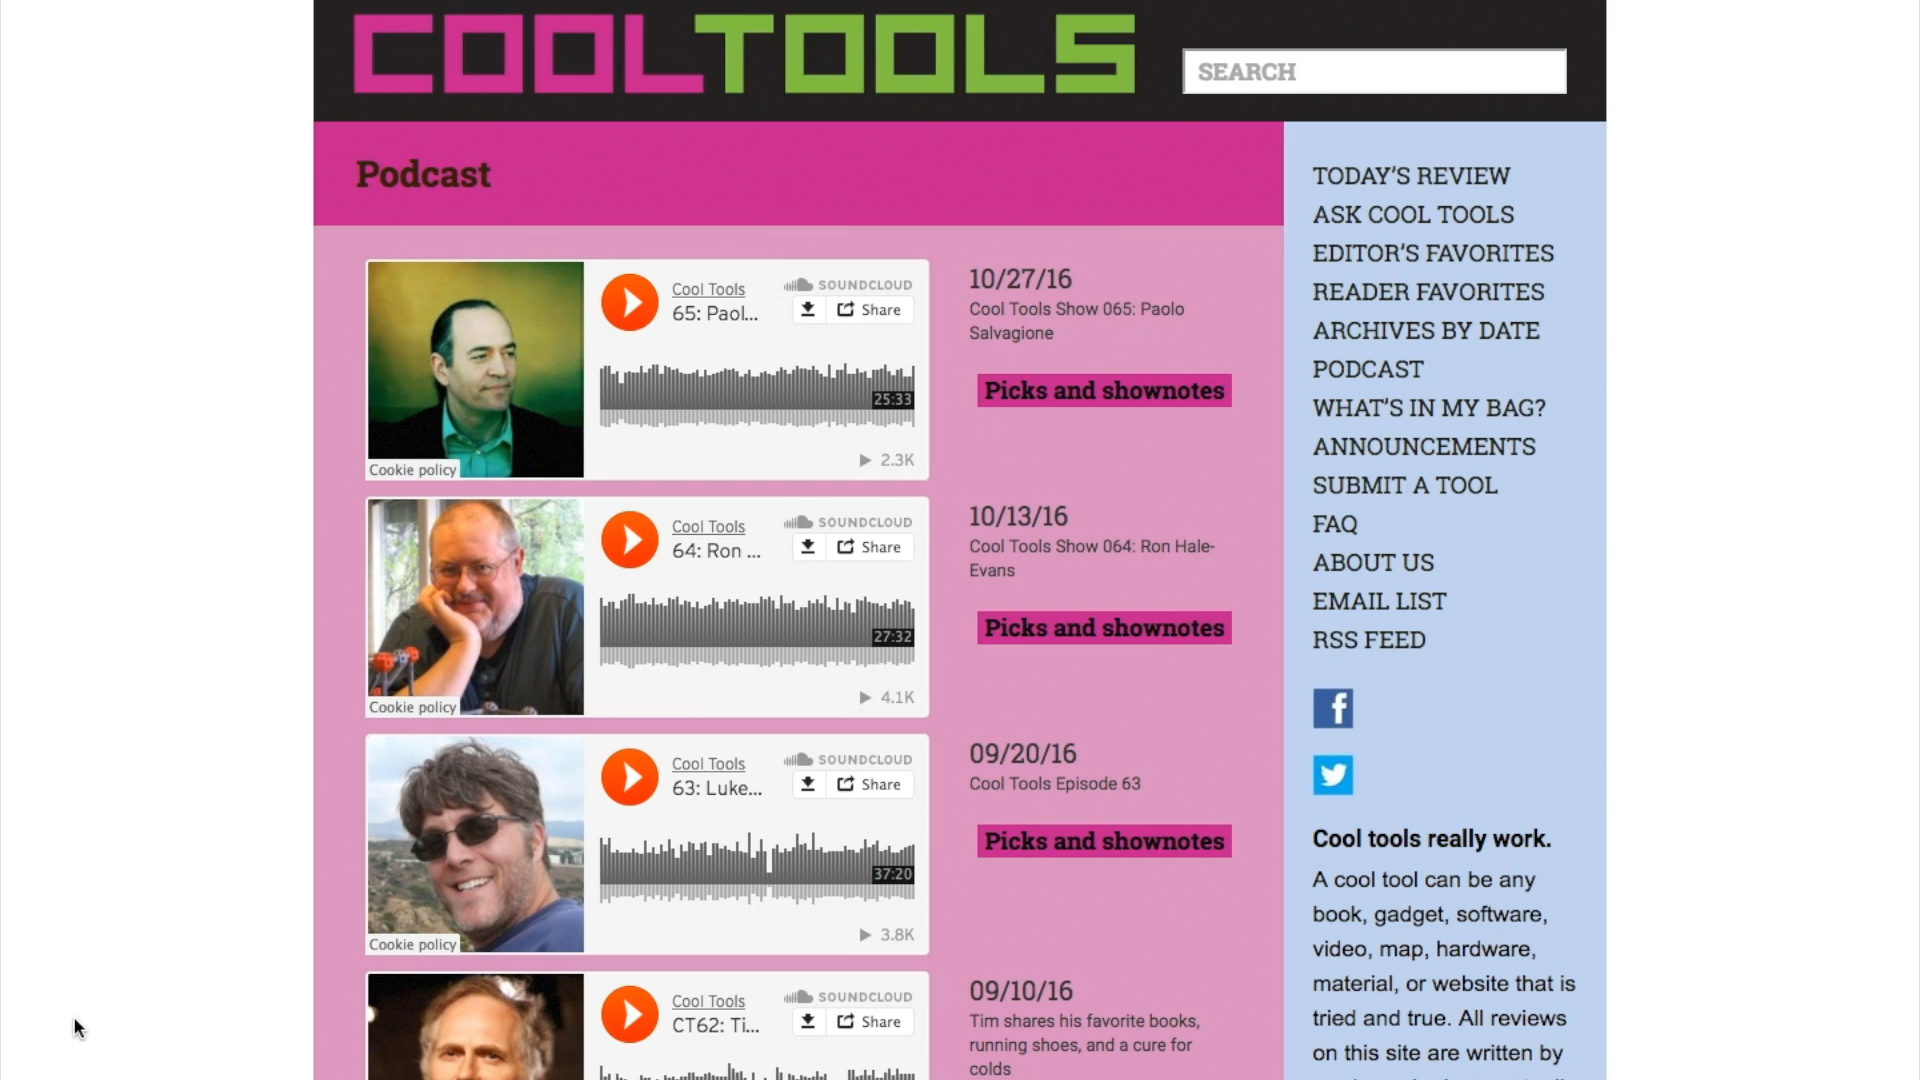 COOLTOOLS
SEARCH
Podcast
Cool Tools
65: Paol...
SOUNDCLOUD
Share
25:33
2.3K
Cookie policy
10/27/16
Cool Tools Show 065: Paolo
Salvagione
Picks and shownotes
Cool Tools
64: Ron ...
SOUNDCLOUD
Share
27:32
4.1K
Cookie policy
10/13/16
Cool Tools Show 064: Ron Hale-
Evans
Picks and shownotes
Cool Tools
63: Luke...
SOUNDCLOUD
Share
37:20
3.8K
Cookie policy
09/20/16
Cool Tools Episode 63
Picks and shownotes
Cool Tools
CT62: Ti...
SOUNDCLOUD
Share
09/10/16
Tim shares his favorite books,
running shoes, and a cure for
colds
TODAY’S REVIEW
ASK COOL TOOLS
EDITOR’S FAVORITES
READER FAVORITES
ARCHIVES BY DATE
PODCAST
WHAT’S IN MY BAG?
ANNOUNCEMENTS
SUBMIT A TOOL
FAQ
ABOUT US
EMAIL LIST
RSS FEED
f
Cool tools really work.
A cool tool can be any
book, gadget, software,
video, map, hardware,
material, or website that is
tried and true. All reviews
on this site are written by